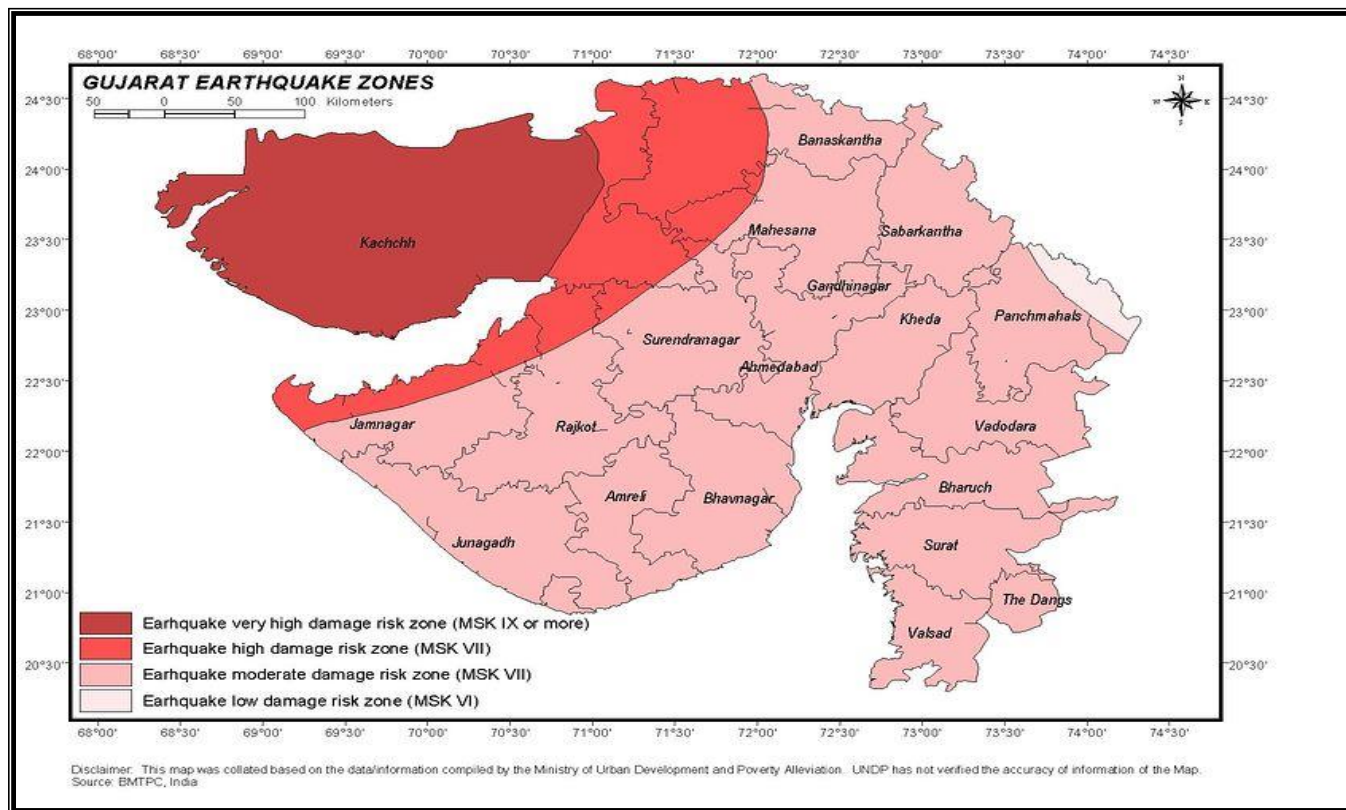 68°00' 68°30' 69°00' 69°30' 70°00' 70°30' 71°00' 71°30' 72°00' 72°30' 73°00' 73°30' 74°00' 74°30'
GUJARAT EARTHQUAKE ZONES
50 0 50 100 Kilometers
N
W E
S
24°30' 24°30'
Banaskantha
24°00' 24°00'
Mahesana Sabarkantha
23°30' Kachchh 23°30'
Gandhinagar
23°00' Kheda Panchmahals 23°00'
Surendranagar
Ahmedabad
22°30' 22°30'
Jamnagar Rajkot Vadodara
22°00' 22°00'
Amreli Bhavnagar Bharuch
21°30' 21°30'
Junagadh Surat
21°00' 21°00'
The Dangs
Valsad
Earhquake very high damage risk zone (MSK IX or more)
Earhquake high damage risk zone (MSK VII)
20°30' Earhquake moderate damage risk zone (MSK VII) 20°30'
Earhquake low damage risk zone (MSK VI)
68°00' 68°30' 69°00' 69°30' 70°00' 70°30' 71°00' 71°30' 72°00' 72°30' 73°00' 73°30' 74°00' 74°30'
Disclaimer: This map was collated based on the data/information compiled by the Ministry of Urban Development and Poverty Alleviation. UNDP has not verified the accuracy of information of the Map.
Source: BMTPC, India